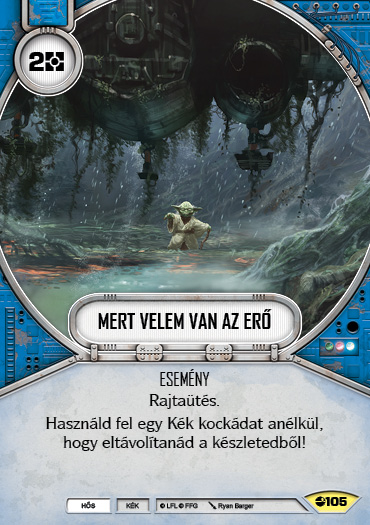 2
MERT VELEM VAN AZ ERŐ
ESEMÉNY
Rajtaütés.
Használd fel egy Kék kockádat anélkül,
hogy eltávolítanád a készletedből!
HŐS KÉK © LFL © FFG Ryan Barger
105